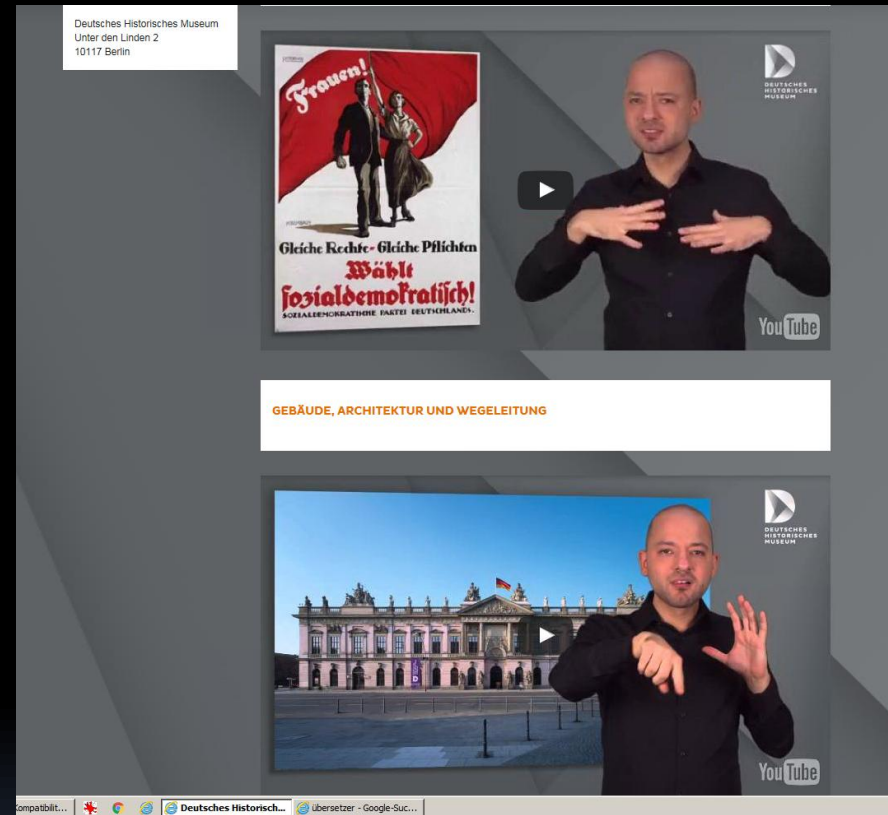 Deutsches Historisches Museum
Unter den Linden 2
10117 Berlin
Frauen!
Gleiche Rechte - Gleiche Pflichten
Wählt
sozialdemokratisch!
SOZIALDEMOKRATISCHE PARTEI DEUTSCHLANDS.
DEUTSCHES
HISTORISCHES
MUSEUM
YouTube
GEBÄUDE, ARCHITEKTUR UND WEGELEITUNG
DEUTSCHES
HISTORISCHES
MUSEUM
YouTube
Kompatibilit...
Deutsches Historisch...
übersetzer - Google-Suc...